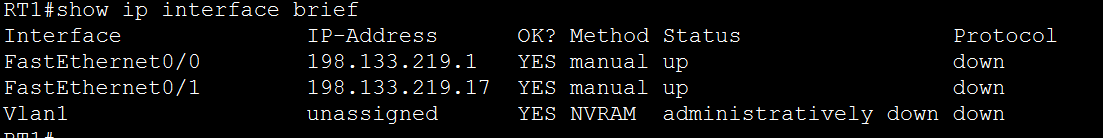 RT1#show ip interface brief
Interface IP-Address OK? Method Status Protocol
FastEthernet0/0 198.133.219.1 YES manual up down
FastEthernet0/1 198.133.219.17 YES manual up down
Vlan1 unassigned YES NVRAM administratively down down
RT1#